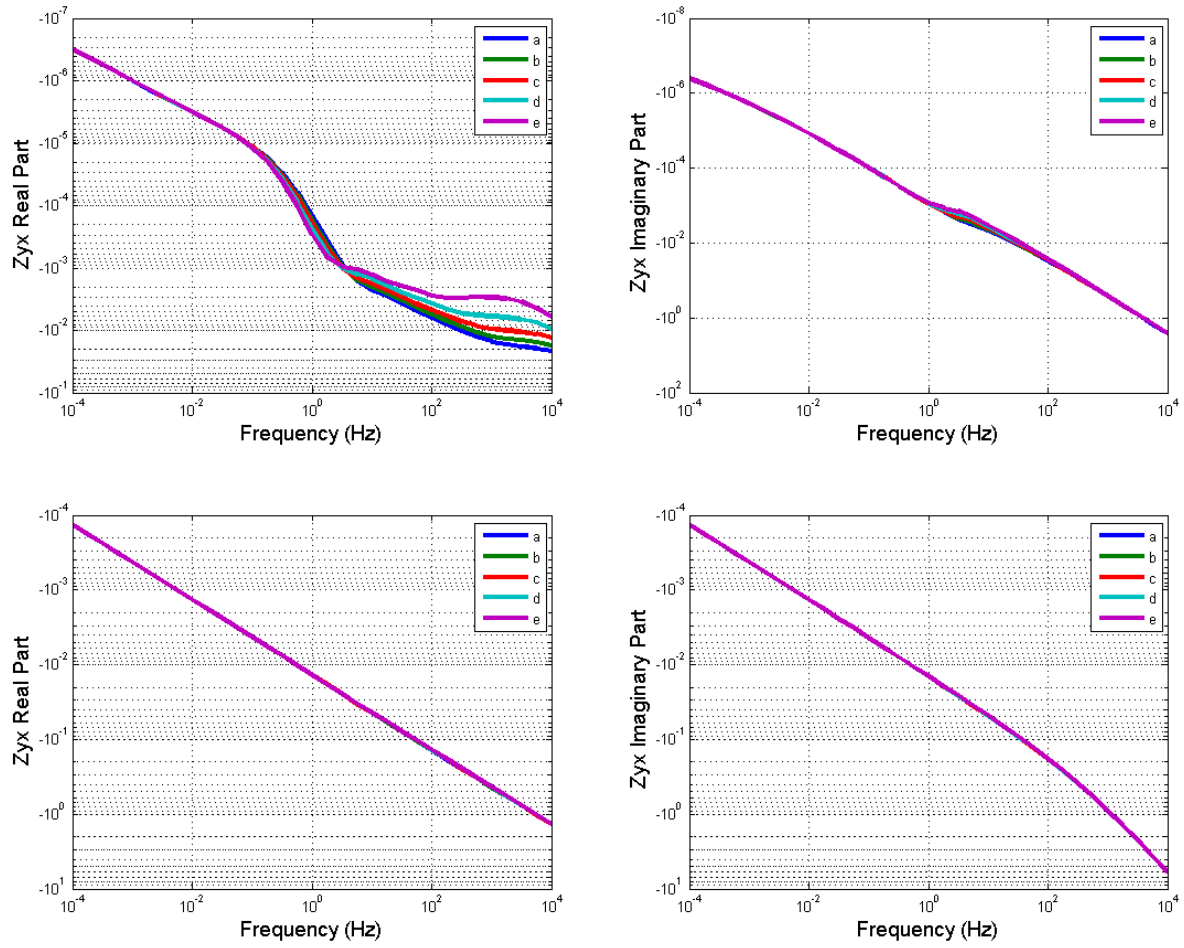 Zyx Real Part
-10^-7
-10^-6
-10^-5
-10^-4
-10^-3
-10^-2
-10^-1
10^-4
10^-2
10^0
10^2
10^4
Frequency (Hz)
a
b
c
d
e
Zyx Imaginary Part
-10^-8
-10^-6
-10^-4
-10^-2
-10^0
10^2
10^-4
10^-2
10^0
10^2
10^4
Frequency (Hz)
a
b
c
d
e
Zyx Real Part
-10^-4
-10^-3
-10^-2
-10^-1
-10^0
-10^1
10^-4
10^-2
10^0
10^2
10^4
Frequency (Hz)
a
b
c
d
e
Zyx Imaginary Part
-10^-4
-10^-3
-10^-2
-10^-1
-10^0
-10^1
10^-4
10^-2
10^0
10^2
10^4
Frequency (Hz)
a
b
c
d
e